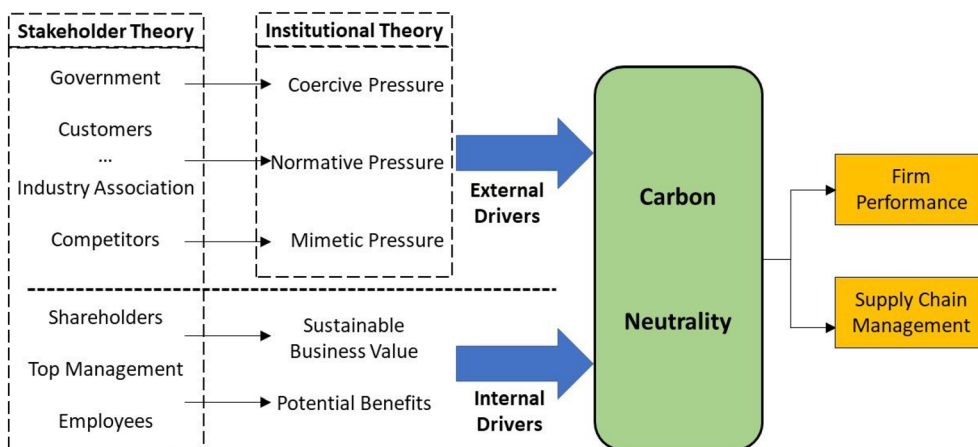 Stakeholder Theory
Institutional Theory
Government
Coercive Pressure
Customers
...
Normative Pressure
Industry Association
Competitors
Mimetic Pressure
External
Drivers
Shareholders
Sustainable
Business Value
Top Management
Potential Benefits
Employees
Internal
Drivers
Carbon
Neutrality
Firm
Performance
Supply Chain
Management